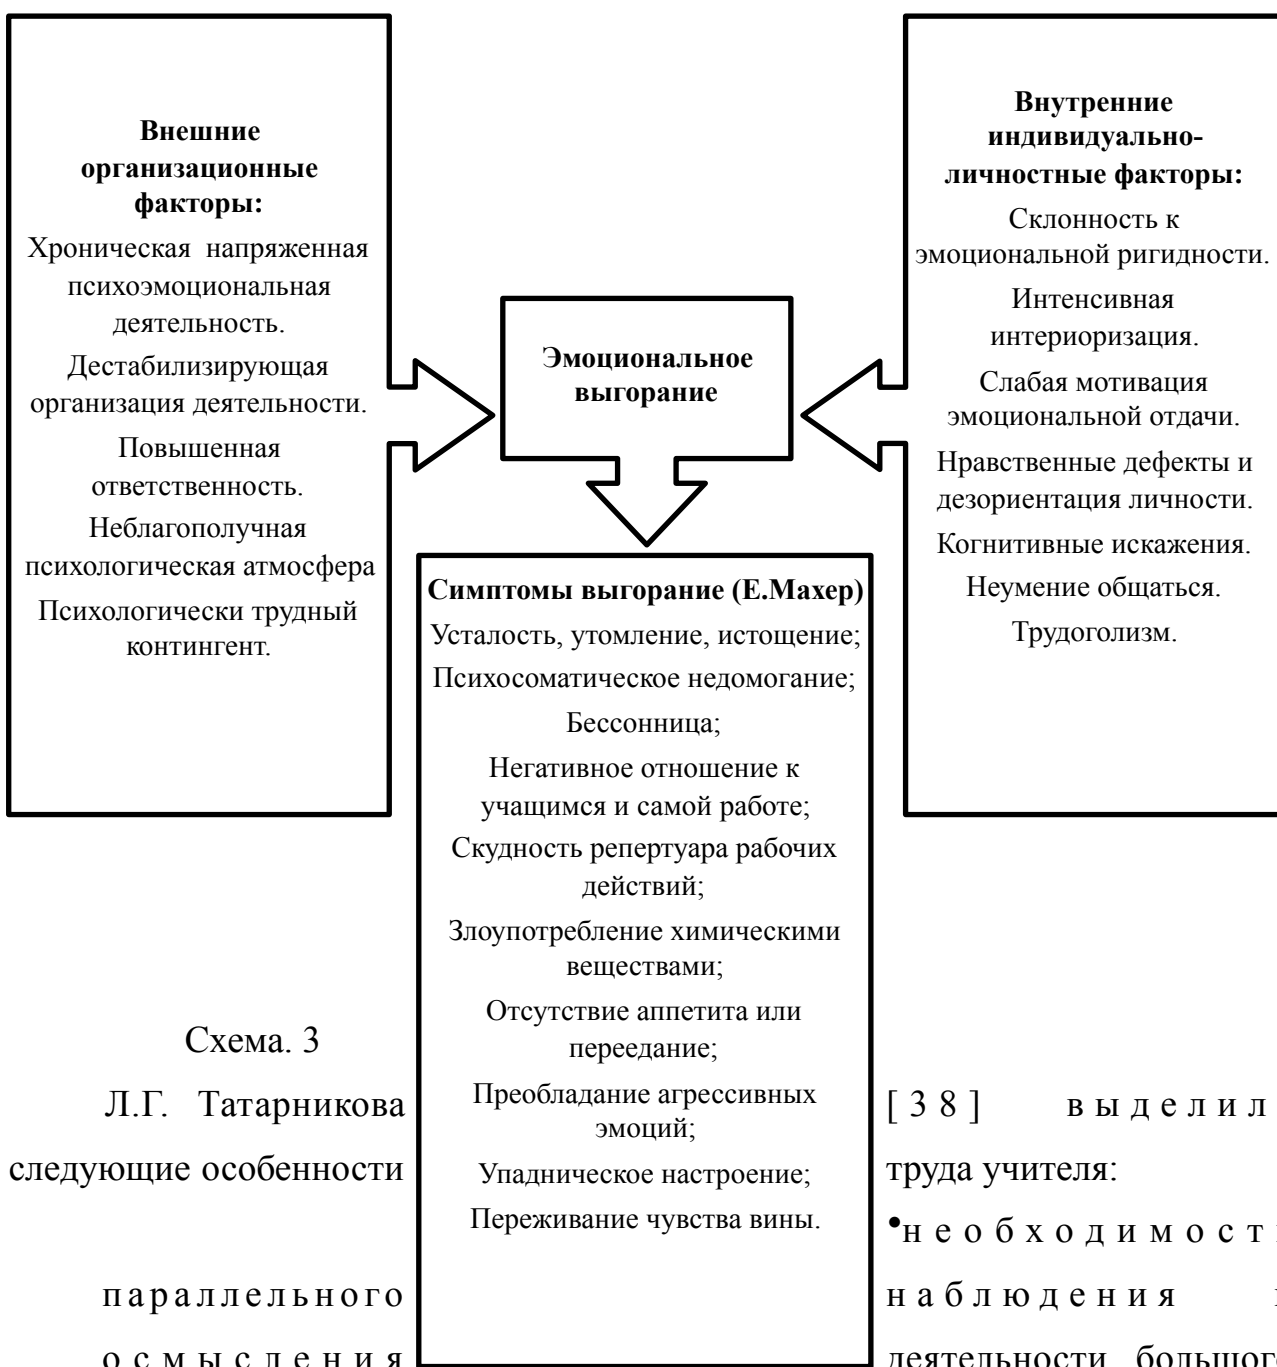 Внешние
организационные
факторы:
Хроническая напряженная
психоэмоциональная
деятельность.
Дестабилизирующая
организация деятельности.
Повышенная
ответственность.
Неблагополучная
психологическая атмосфера
Психологически трудный
контингент.
Эмоциональное
выгорание
Внутренние
индивидуально-
личностные факторы:
Склонность к
эмоциональной ригидности.
Интенсивная
интериоризация.
Слабая мотивация
эмоциональной отдачи.
Нравственные дефекты и
дезориентация личности.
Когнитивные искажения.
Неумение общаться.
Трудоголизм.
Симптомы выгорание (Е.Махер)
Усталость, утомление, истощение;
Психосоматическое недомогание;
Бессонница;
Негативное отношение к
учащимся и самой работе;
Скудность репертуара рабочих
действий;
Злоупотребление химическими
веществами;
Отсутствие аппетита или
переедание;
Преобладание агрессивных
эмоций;
Упадническое настроение;
Переживание чувства вины.
Схема. 3
Л.Г. Татарникова [38] выделил
следующие особенности труда учителя:
•необходимост
параллельного наблюдения
осмысления деятельности большого